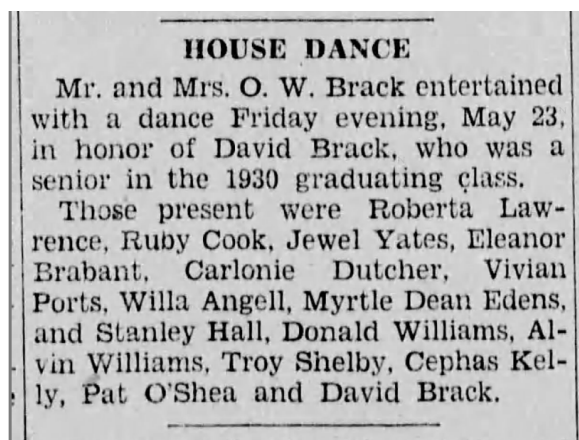 HOUSE DANCE
Mr. and Mrs. O. W. Brack entertained
with a dance Friday evening, May 23,
in honor of David Brack, who was a
senior in the 1930 graduating class.
Those present were Roberta Law-
rence, Ruby Cook, Jewel Yates, Eleanor
Brabant, Carlonie Dutcher, Vivian
Ports, Willa Angell, Myrtle Dean Edens,
and Stanley Hall, Donald Williams, Al-
vin Williams, Troy Shelby, Cephas Kel-
ly, Pat O'Shea and David Brack.